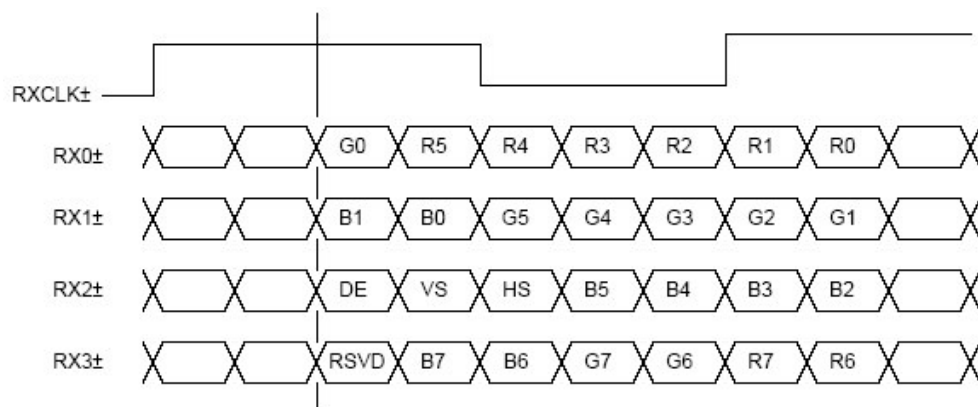 RXCLK±
RX0± G0 R5 R4 R3 R2 R1 R0
RX1± B1 B0 G5 G4 G3 G2 G1
RX2± DE VS HS B5 B4 B3 B2
RX3± RSVD B7 B6 G7 G6 R7 R6